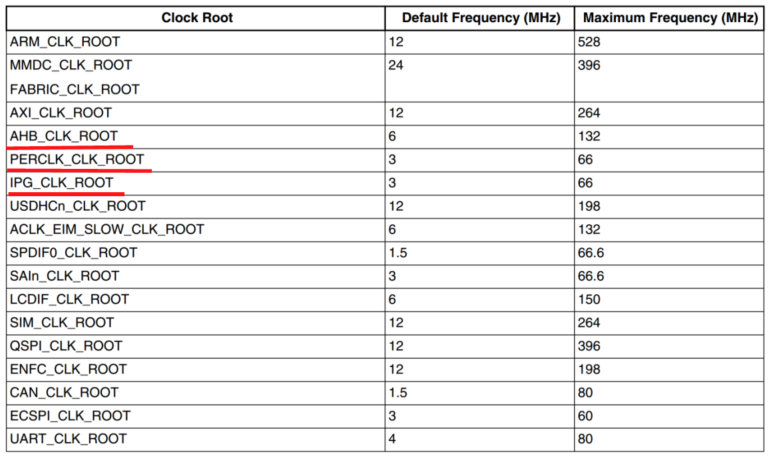 Clock Root Default Frequency (MHz) Maximum Frequency (MHz)
ARM_CLK_ROOT 12 528
MMDC_CLK_ROOT 24 396
FABRIC_CLK_ROOT
AXI_CLK_ROOT 12 264
AHB_CLK_ROOT 6 132
PERCLK_CLK_ROOT 3 66
IPG_CLK_ROOT 3 66
USDHCn_CLK_ROOT 12 198
ACLK_EIM_SLOW_CLK_ROOT 6 132
SPDIF0_CLK_ROOT 1.5 66.6
SAIn_CLK_ROOT 3 66.6
LCDIF_CLK_ROOT 6 150
SIM_CLK_ROOT 12 264
QSPI_CLK_ROOT 12 396
ENFC_CLK_ROOT 12 198
CAN_CLK_ROOT 1.5 80
ECSPI_CLK_ROOT 3 60
UART_CLK_ROOT 4 80